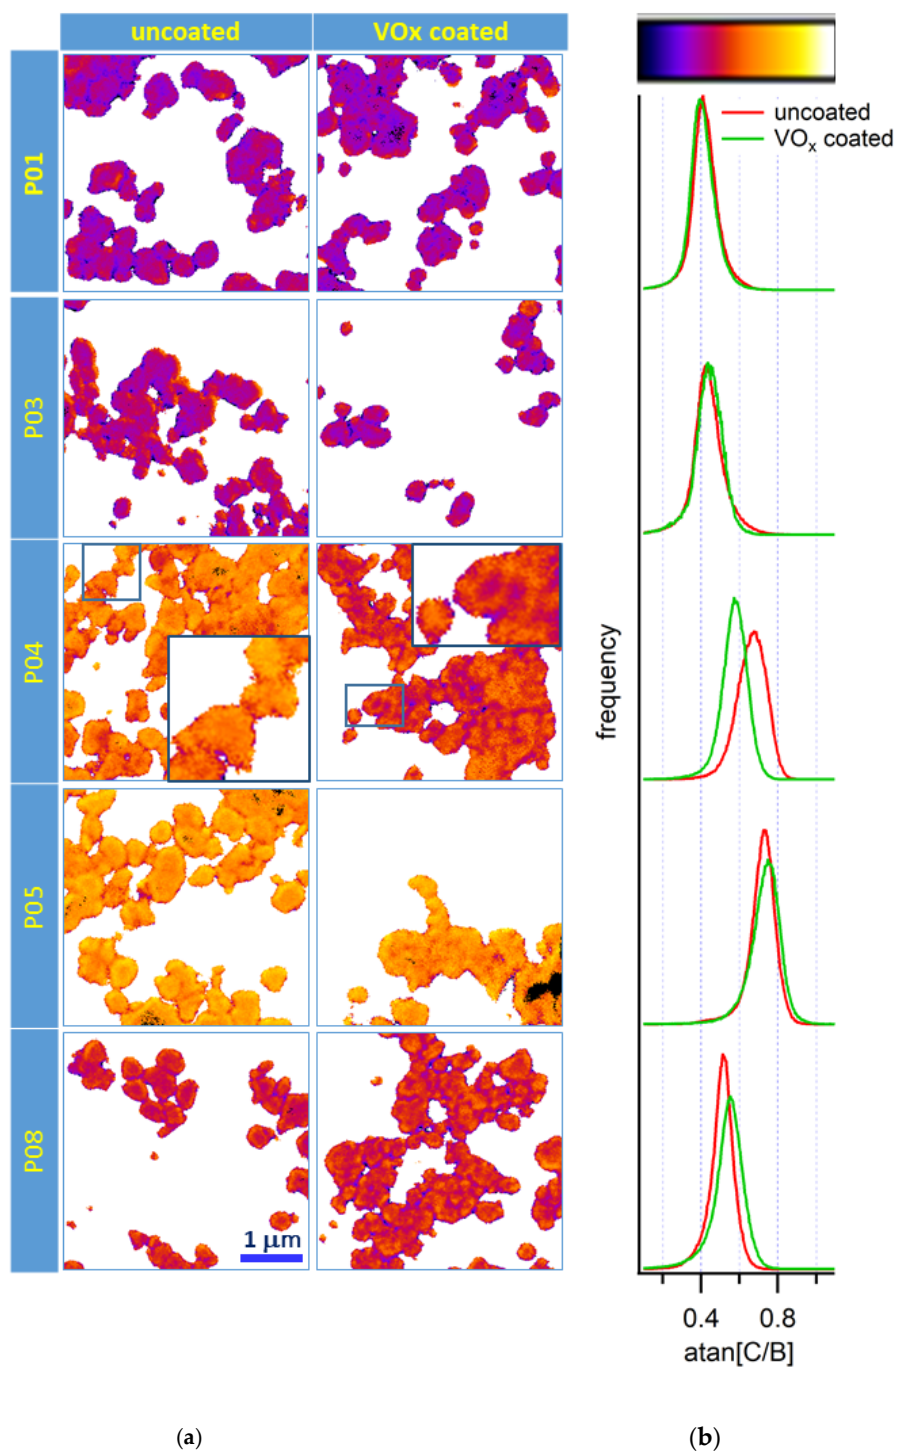 uncoated
VOx coated
P01
P03
P04
P05
P08
1 μm
uncoated
VOx coated
frequency
0.4
0.8
atan[C/B]
(a)
(b)